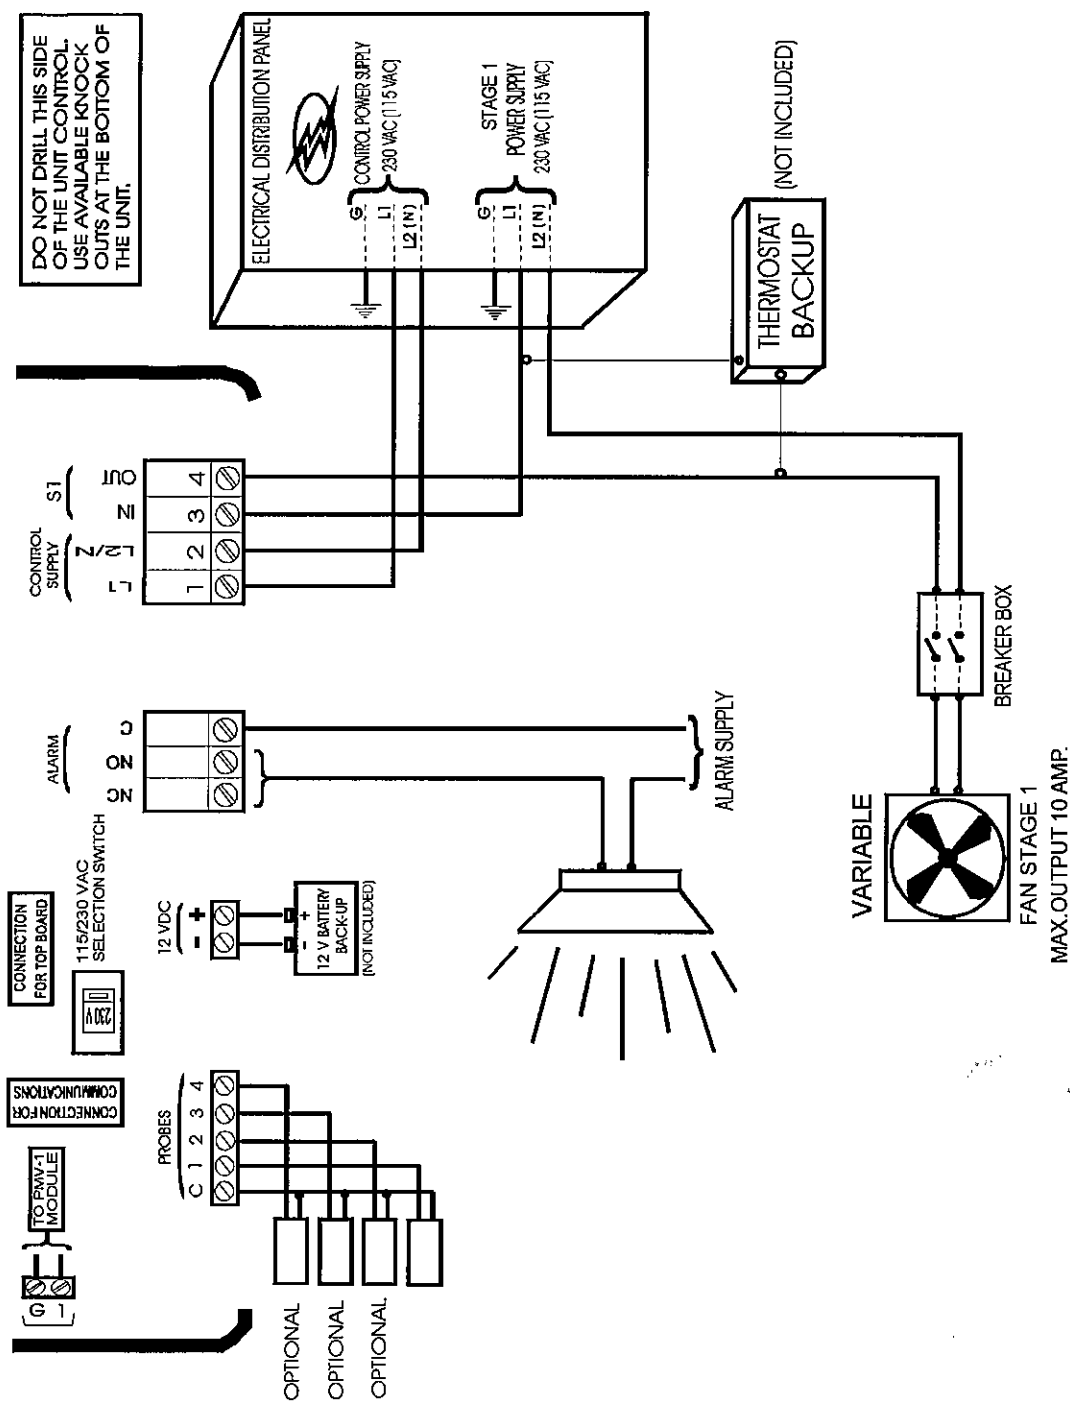 DO NOT DRILL THIS SIDE
OF THE UNIT CONTROL.
USE AVAILABLE KNOCK
OUTS AT THE BOTTOM OF
THE UNIT.
ELECTRICAL DISTRIBUTION PANEL
CONTROL POWER SUPPLY
230 VAC (115 VAC)
G
L1
L2 (N)
STAGE 1
POWER SUPPLY
230 VAC (115 VAC)
G
L1
L2 (N)
THERMOSTAT
BACKUP
(NOT INCLUDED)
S1
OUT
4
IN
3
CONTROL
SUPPLY
L2/N
2
L1
1
BREAKER BOX
VARIABLE
FAN STAGE 1
MAX.OUTPUT 10 AMP.
ALARM
C
NO
NC
ALARM SUPPLY
CONNECTION
FOR TOP BOARD
115/230 VAC
SELECTION SWITCH
230 V
12 VDC
- +
- +
12 V BATTERY
BACK-UP
(NOT INCLUDED)
CONNECTION FOR
COMMUNICATIONS
PROBES
C 1 2 3 4
TO PMV-1
MODULE
G 1
OPTIONAL
OPTIONAL
OPTIONAL